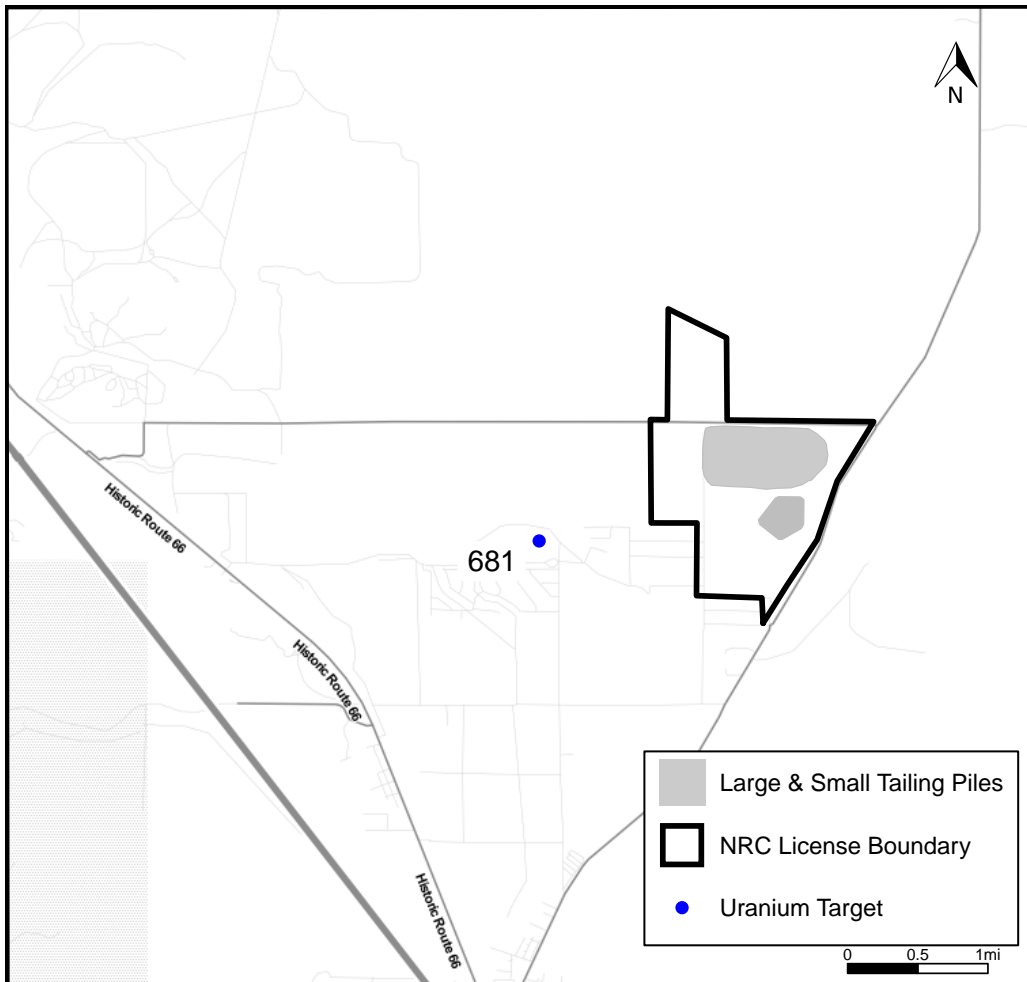 N
Historic Route 66
681
Historic Route 66
Large & Small Tailing Piles
NRC License Boundary
Historic Route 66
Uranium Target
0 0.5 1mi